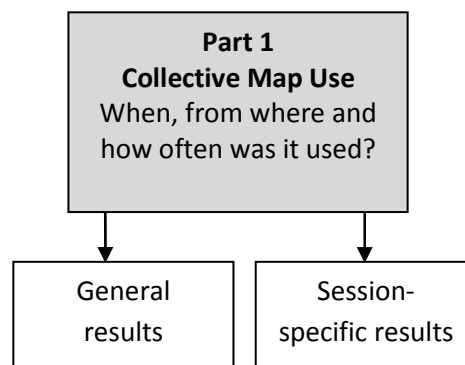 Part 1
Collective Map Use
When, from where and
how often was it used?
General
results
Session-
specific results